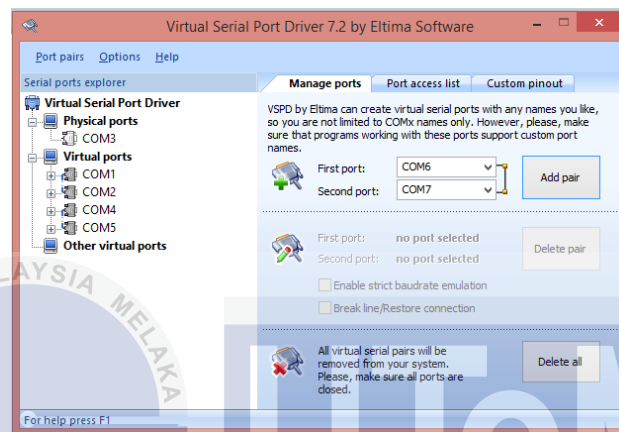 Virtual Serial Port Driver 7.2 by Eltima Software
Port pairs Options Help
Serial ports explorer
Virtual Serial Port Driver
Physical ports
COM3
Virtual ports
COM1
COM2
COM4
COM5
Other virtual ports
Manage ports Port access list Custom pinout
VSPD by Eltima can create virtual serial ports with any names you like,
so you are not limited to COMx names only. However, please, make
sure that programs working with these ports support custom port
names.
First port: COM6
Second port: COM7
Add pair
First port: no port selected
Second port: no port selected
Delete pair
Enable strict baudrate emulation
Break line/Restore connection
All virtual serial pairs will be
removed from your system.
Please, make sure all ports are
closed.
Delete all
For help press F1
LAYSIA MELAKA